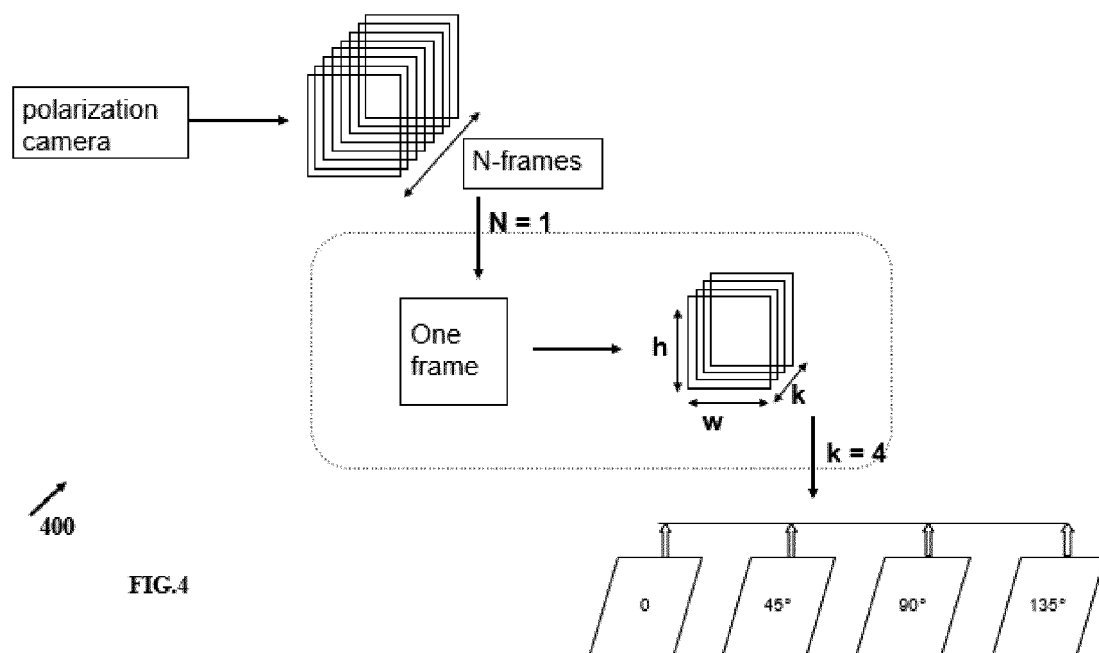 polarization
camera
N-frames
N = 1
One
frame
h
k
w
k = 4
400
0
45°
90°
135°
FIG.4